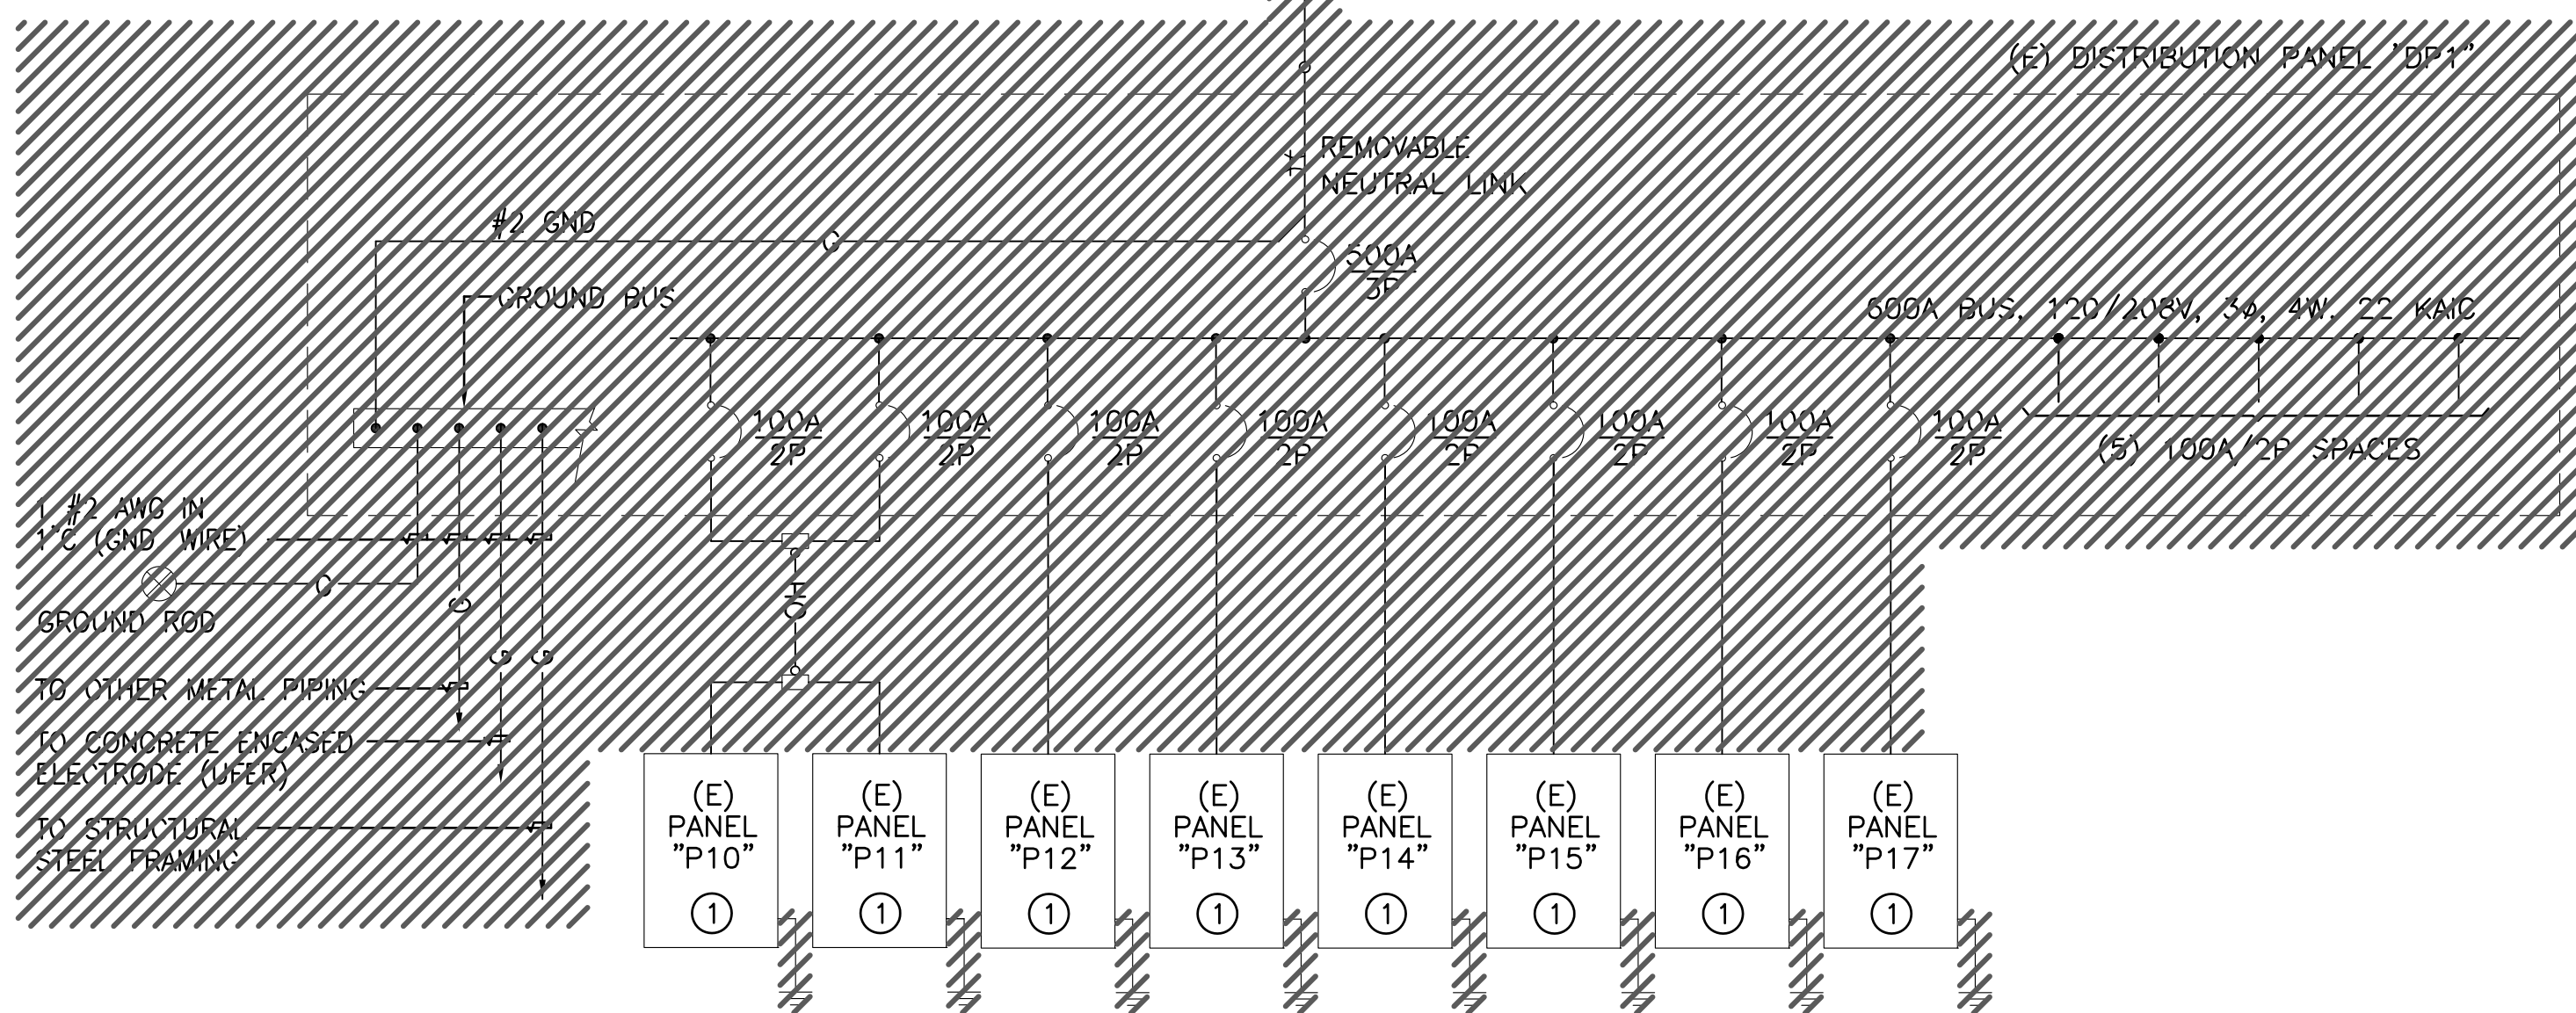 (E) DISTRIBUTION PANEL "DP1"
REMOVABLE
NEUTRAL LINK
#2 GND
G
500A
3P
GROUND BUS
600A BUS, 120/208V, 3ø, 4W. 22 KAIC
100A
2P
100A
2P
100A
2P
100A
2P
100A
2P
100A
2P
100A
2P
100A
2P
(5) 100A/2P SPACES
1 #2 AWG IN
1"C (GND WIRE)
G
GROUND ROD
G
G
G
TO OTHER METAL PIPING
TO CONCRETE ENCASED
ELECTRODE (UFER)
TO STRUCTURAL
STEEL FRAMING
(E)
PANEL
"P10"
1
(E)
PANEL
"P11"
1
(E)
PANEL
"P12"
1
(E)
PANEL
"P13"
1
(E)
PANEL
"P14"
1
(E)
PANEL
"P15"
1
(E)
PANEL
"P16"
1
(E)
PANEL
"P17"
1